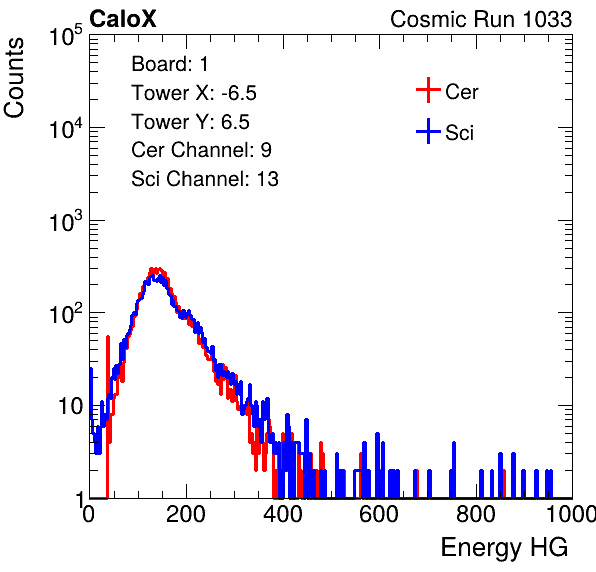 CaloX Cosmic Run 1033
Counts
Board: 1
Tower X: -6.5
Tower Y: 6.5
Cer Channel: 9
Sci Channel: 13
Cer
Sci
10^5
10^4
10^3
10^2
10
1
0 200 400 600 800 1000
Energy HG